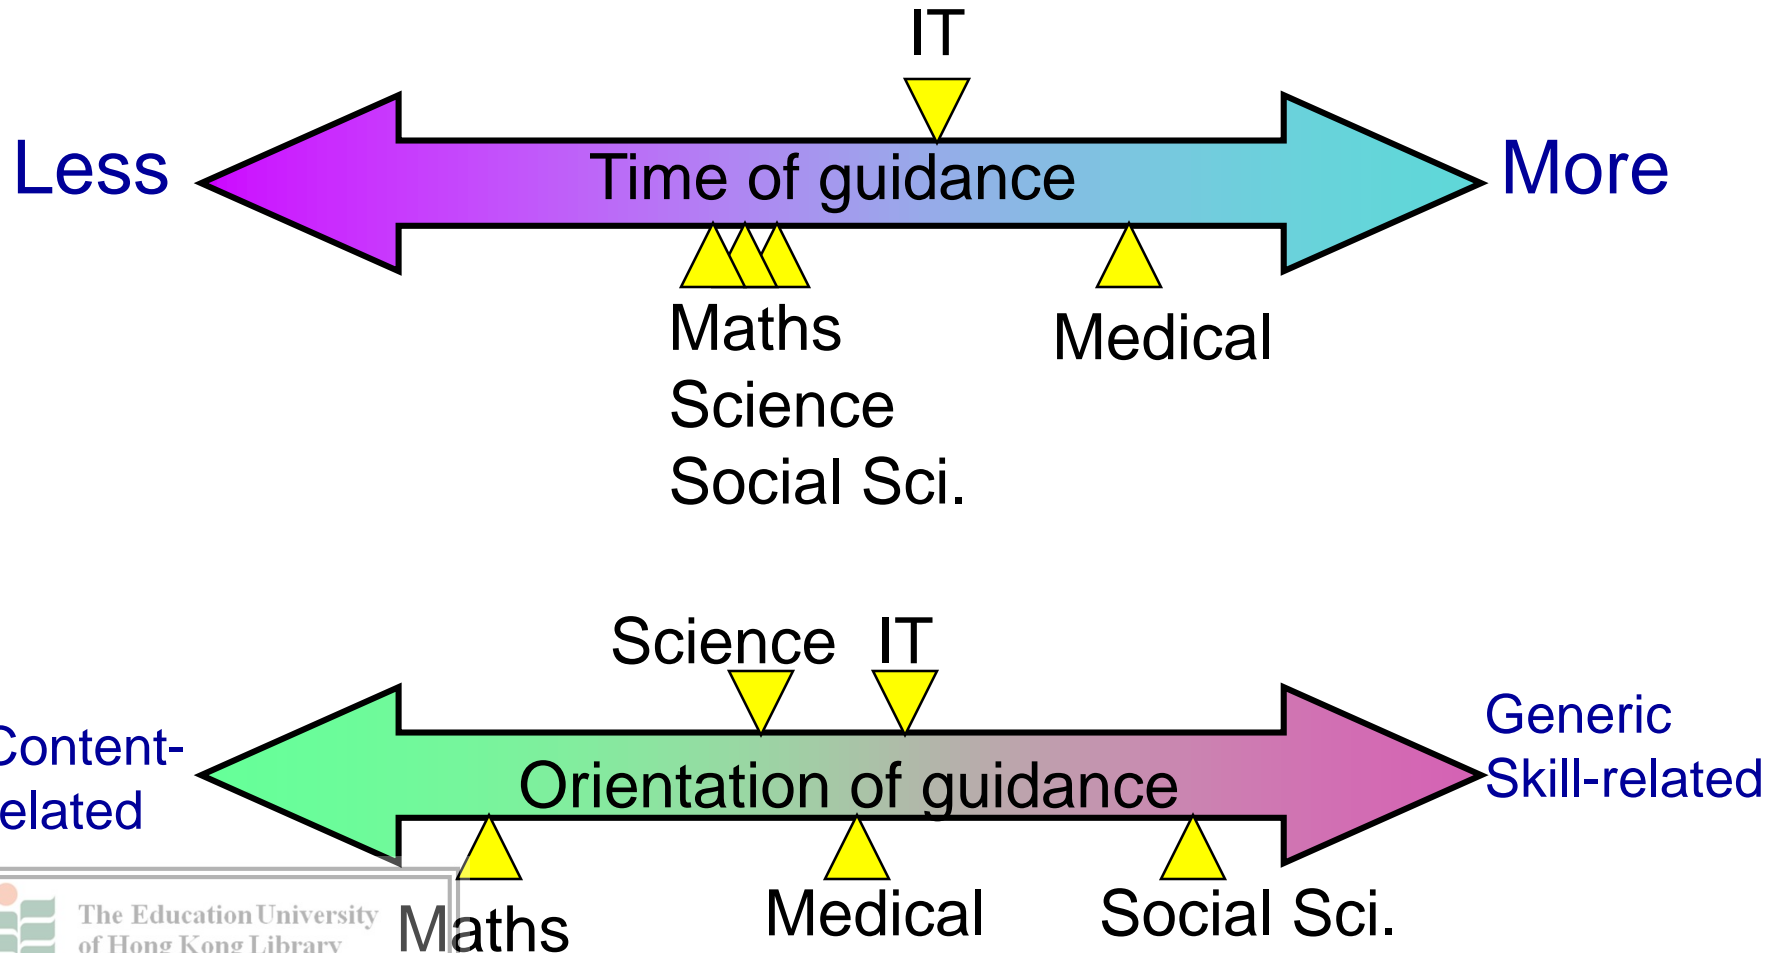 IT
Less
Time of guidance
More
Maths
Medical
Science
Social Sci.
Science IT
Content-
elated
Orientation of guidance
Generic
Skill-related
Maths
Medical
Social Sci.
The Education University
of Hong Kong Library